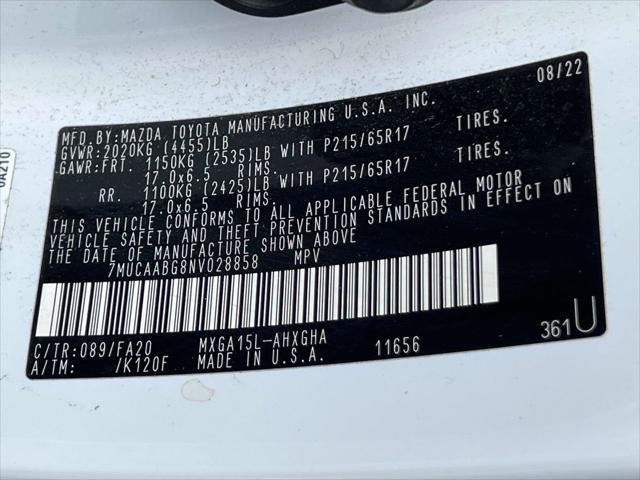 08/22
MFD.BY:MAZDA TOYOTA MANUFACTURING U.S.A. INC.
GVWR:2020KG (4455)LB
GAWR:FRT. 1150KG (2535)LB WITH P215/65R17 TIRES.
17.0x6.5 RIMS.
RR. 1100KG (2425)LB WITH P215/65R17 TIRES.
17.0x6.5 RIMS.
THIS VEHICLE CONFORMS TO ALL APPLICABLE FEDERAL MOTOR
VEHICLE SAFETY AND THEFT PREVENTION STANDARDS IN EFFECT ON
THE DATE OF MANUFACTURE SHOWN ABOVE.
7MUCAABG8NV028858 MPV
C/TR:089/FA20 MXGA15L-AHXGHA
A/TM: /K120F MADE IN U.S.A. 11656
361U
0A210